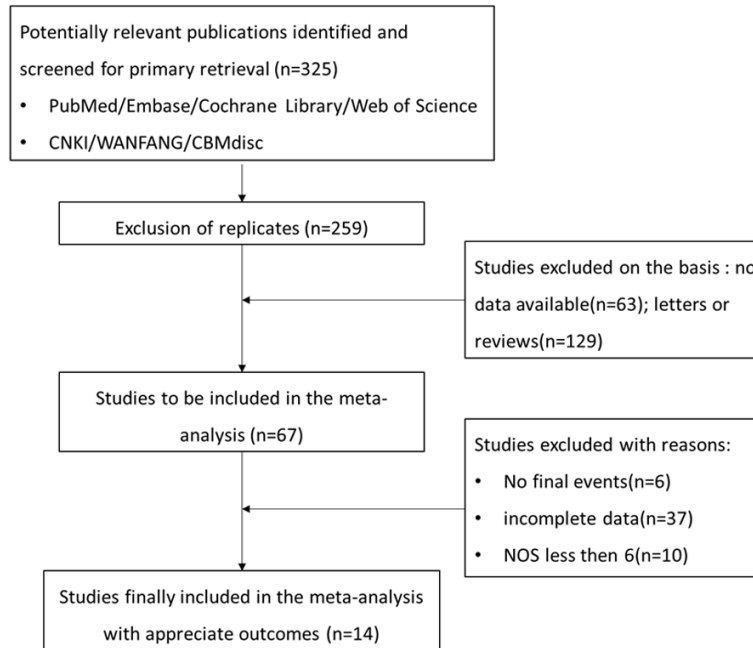 Potentially relevant publications identified and
screened for primary retrieval (n=325)
• PubMed/Embase/Cochrane Library/Web of Science
• CNKI/WANFANG/CBMdisc
Exclusion of replicates (n=259)
Studies excluded on the basis : no
data available(n=63); letters or
reviews(n=129)
Studies to be included in the meta-
analysis (n=67)
Studies excluded with reasons:
• No final events(n=6)
• incomplete data(n=37)
• NOS less then 6(n=10)
Studies finally included in the meta-analysis
with appreciate outcomes (n=14)